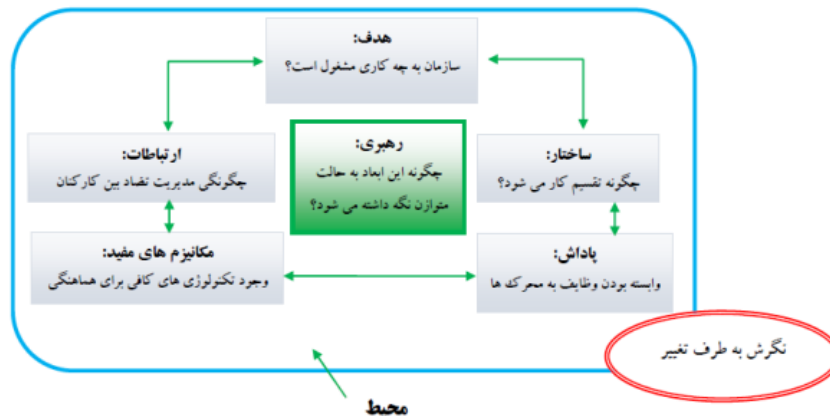 هدف:
سازمان به چه کاری مشغول است؟
ساختار:
چگونه تقسیم کار می شود؟
رهبری:
چگونه این ابعاد به حالت
متوازن نگه داشته می شود؟
ارتباطات:
چگونگی مدیریت تضاد بین کارکنان
پاداش:
وابسته بودن وظایف به محرک ها
مکانیزم های مفید:
وجود تکنولوژی های کافی برای هماهنگی
نگرش به طرف تغییر
محیط